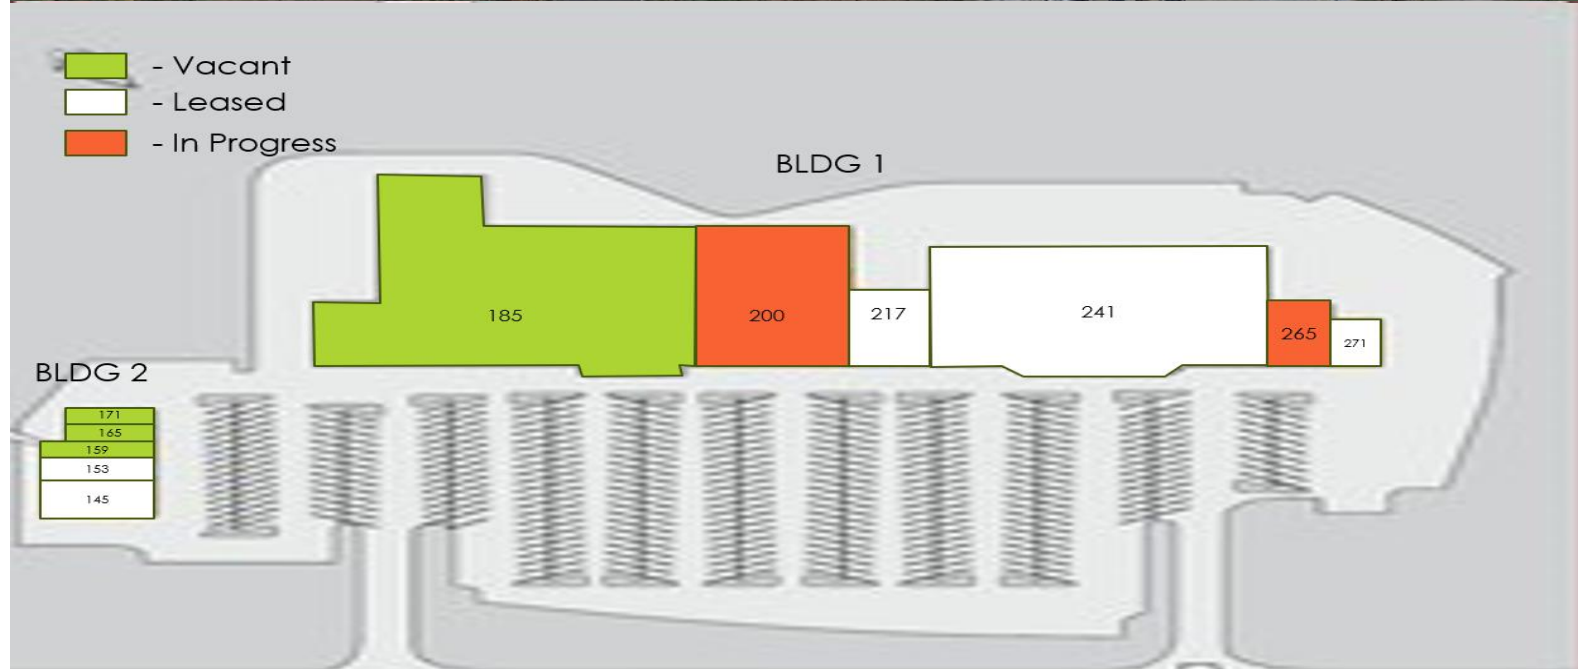 - Vacant
- Leased
- In Progress
BLDG 1
185
200
217
241
265
271
BLDG 2
171
165
159
153
145